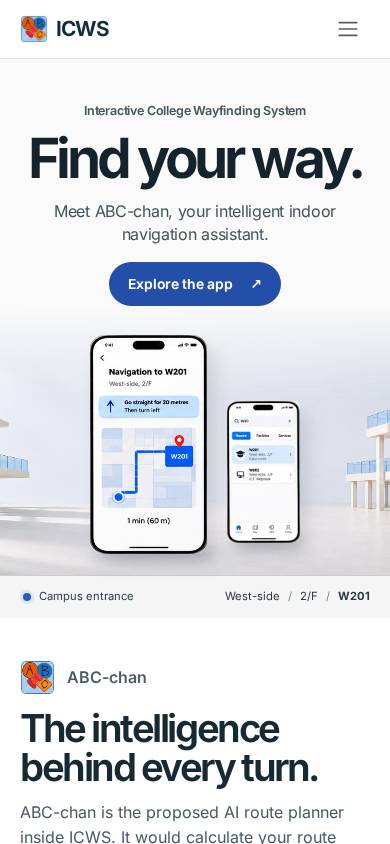 ICWS
Interactive College Wayfinding System
Find your way.
Meet ABC-chan, your intelligent indoor
navigation assistant.
Explore the app ↗
Navigation to W201
West-side, 2/F
Go straight for 20 metres
Then turn left
W201
1 min (60 m)
Campus entrance
West-side / 2/F / W201
ABC-chan
The intelligence
behind every turn.
ABC-chan is the proposed AI route planner
inside ICWS. It would calculate your route